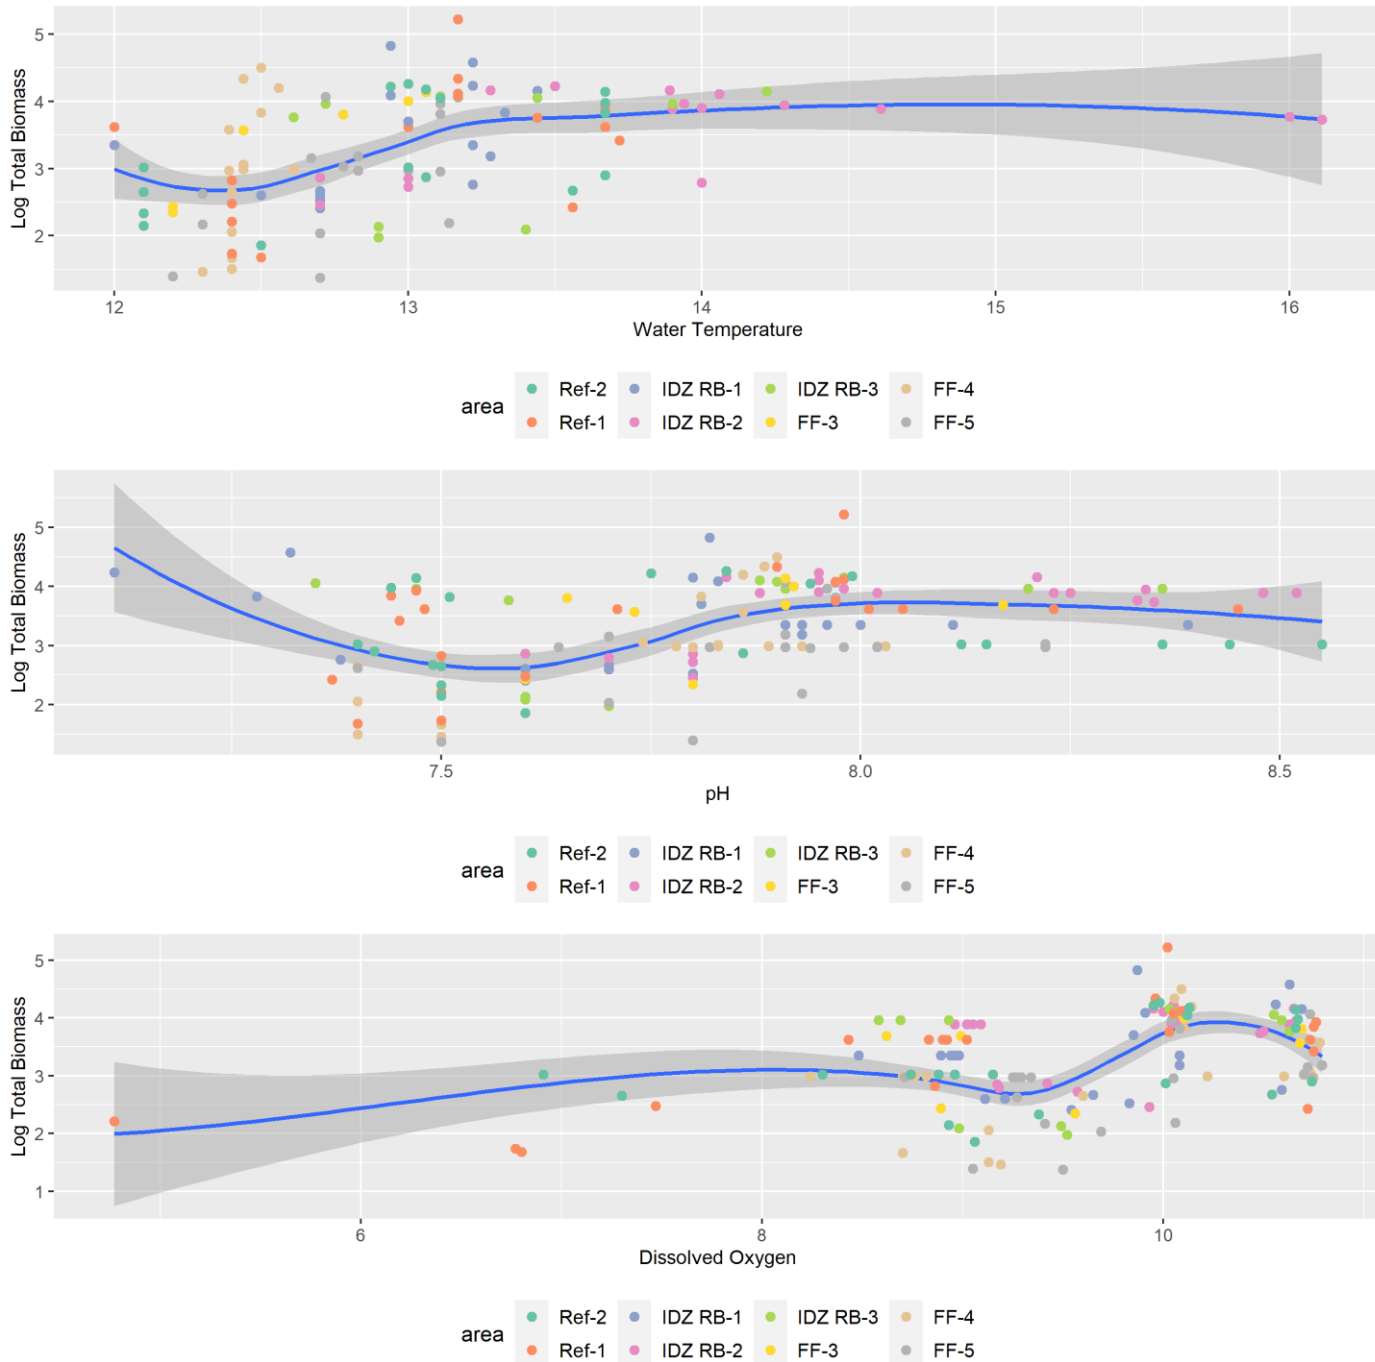 Log Total Biomass
5
4
3
2
12 13 14 15 16
Water Temperature
area
Ref-2 IDZ RB-1 IDZ RB-3 FF-4
Ref-1 IDZ RB-2 FF-3 FF-5
Log Total Biomass
5
4
3
2
7.5 8.0 8.5
pH
area
Ref-2 IDZ RB-1 IDZ RB-3 FF-4
Ref-1 IDZ RB-2 FF-3 FF-5
Log Total Biomass
5
4
3
2
1
6 8 10
Dissolved Oxygen
area
Ref-2 IDZ RB-1 IDZ RB-3 FF-4
Ref-1 IDZ RB-2 FF-3 FF-5